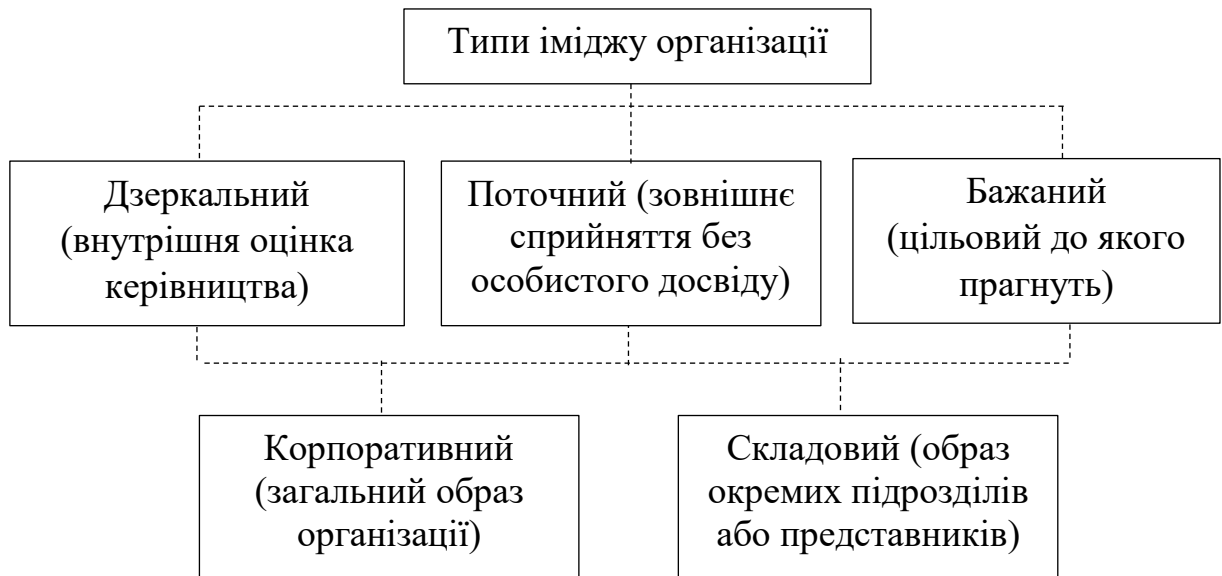 Типи іміджу організації
Дзеркальний
(внутрішня оцінка
керівництва)
Поточний (зовнішнє
сприйняття без
особистого досвіду)
Бажаний
(цільовий до якого
прагнуть)
Корпоративний
(загальний образ
організації)
Складовий (образ
окремих підрозділів
або представників)